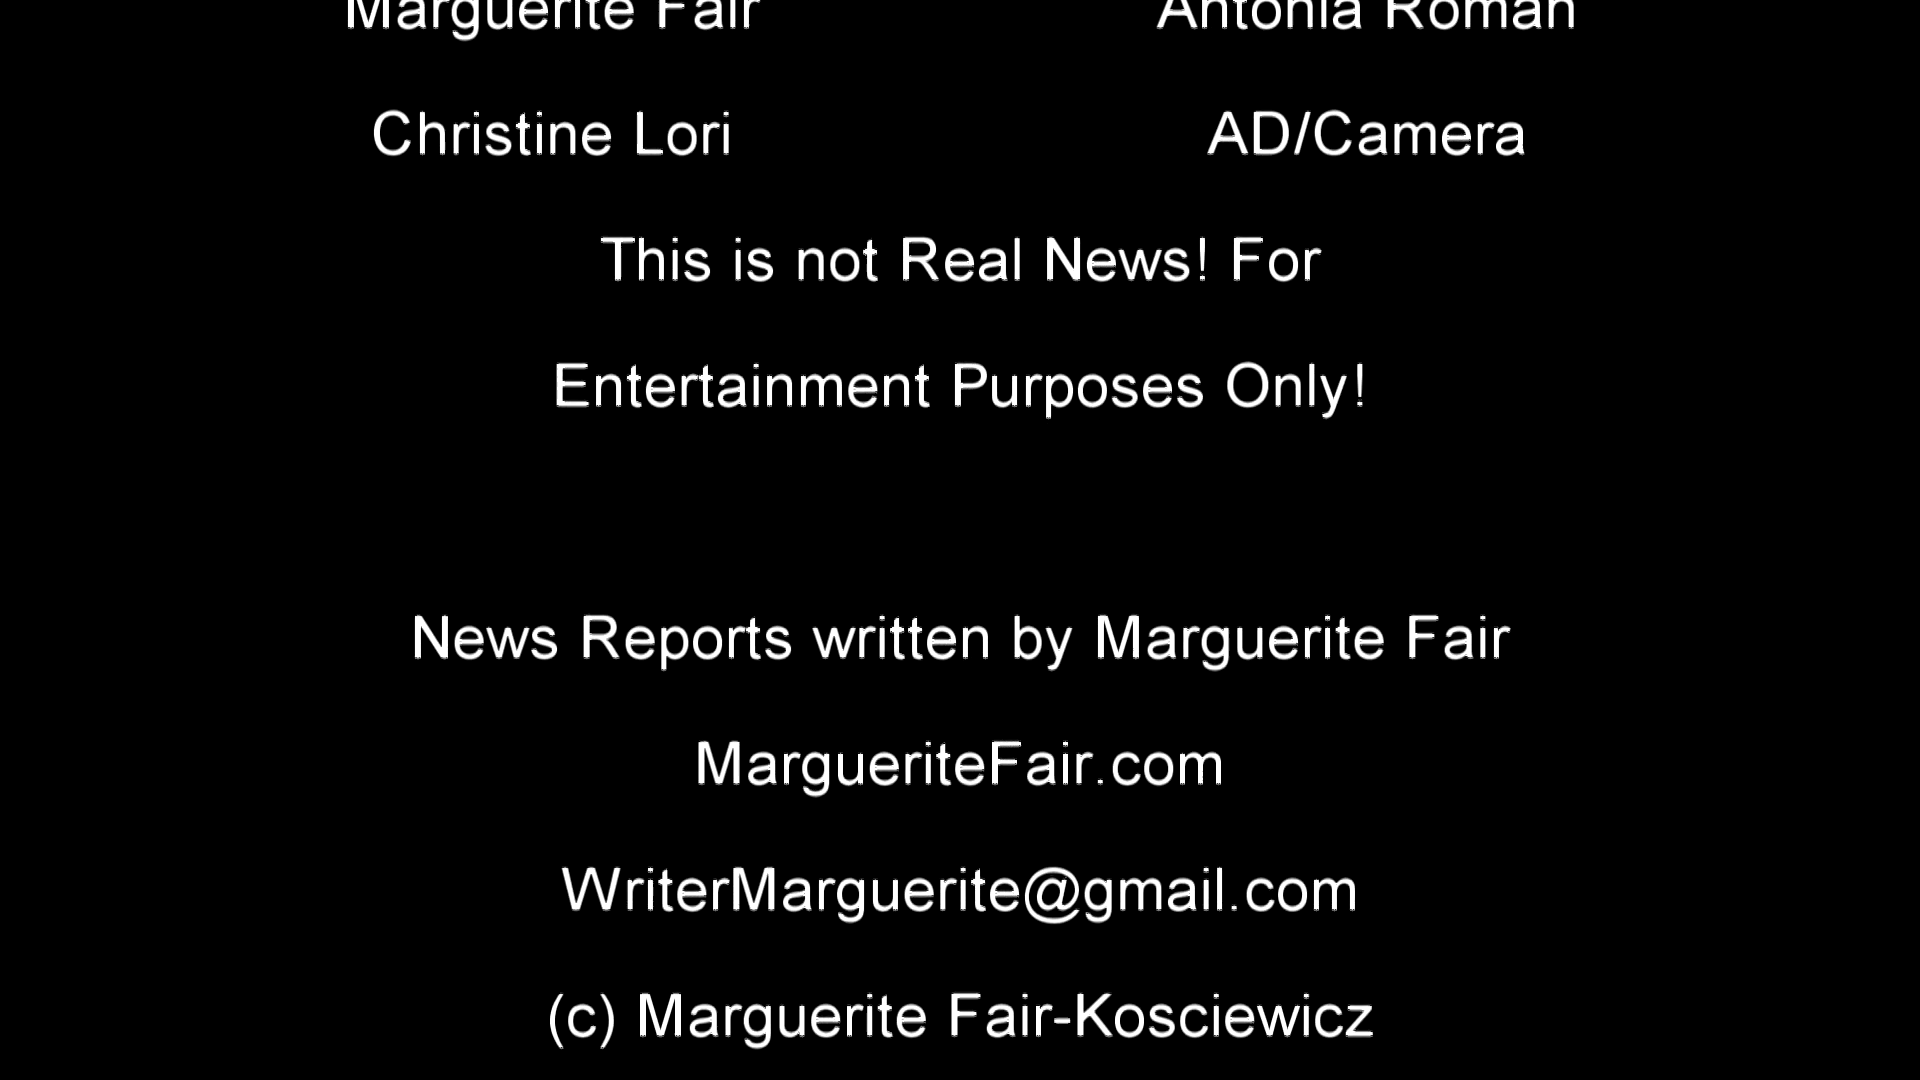 Marguerite Fair Antonia Roman
Christine Lori AD/Camera
This is not Real News! For
Entertainment Purposes Only!
News Reports written by Marguerite Fair
MargueriteFair.com
WriterMarguerite@gmail.com
(c) Marguerite Fair-Kosciewicz